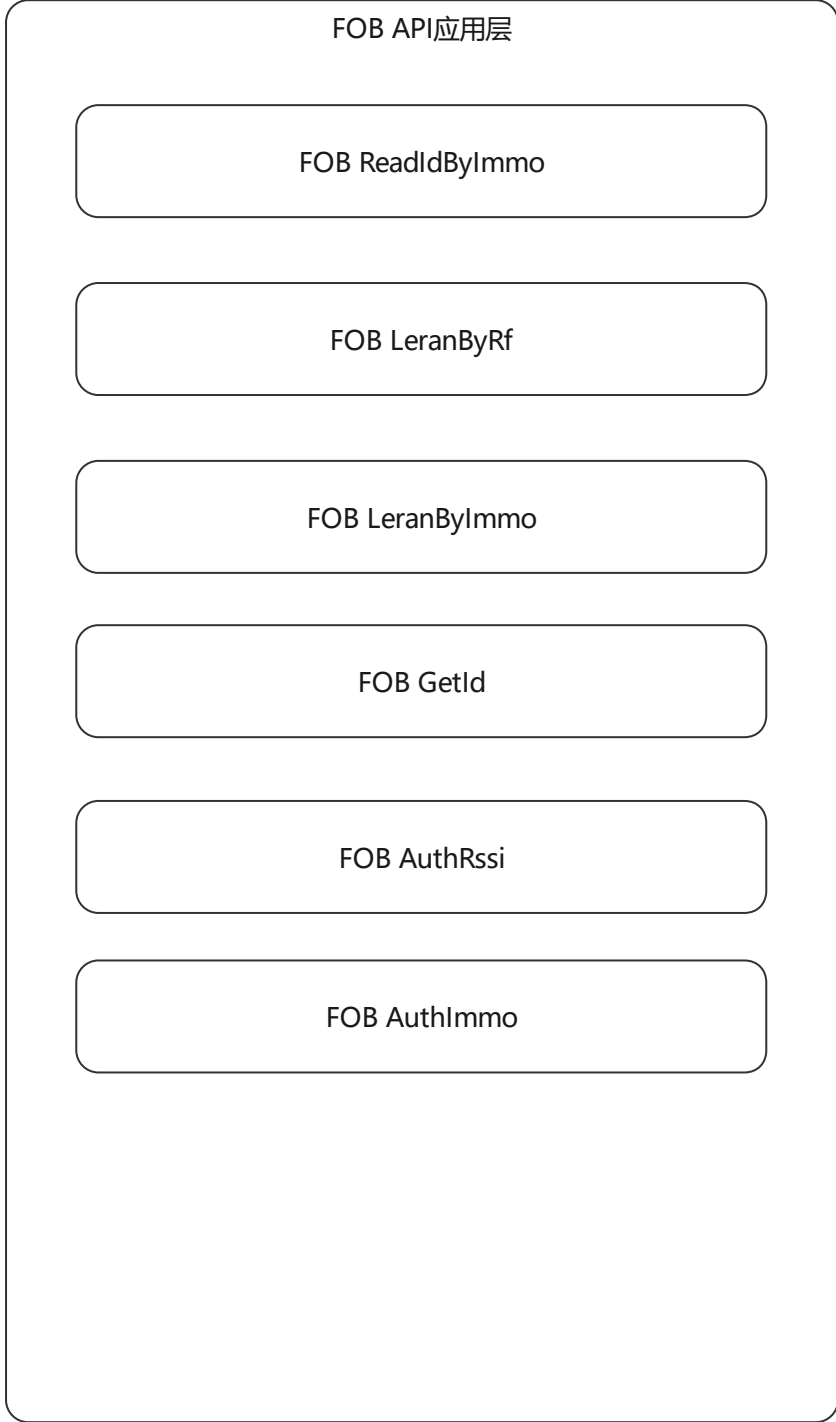 FOB API应用层
FOB ReadIdByImmo
FOB LeranByRf
FOB LeranByImmo
FOB GetId
FOB AuthRssi
FOB AuthImmo